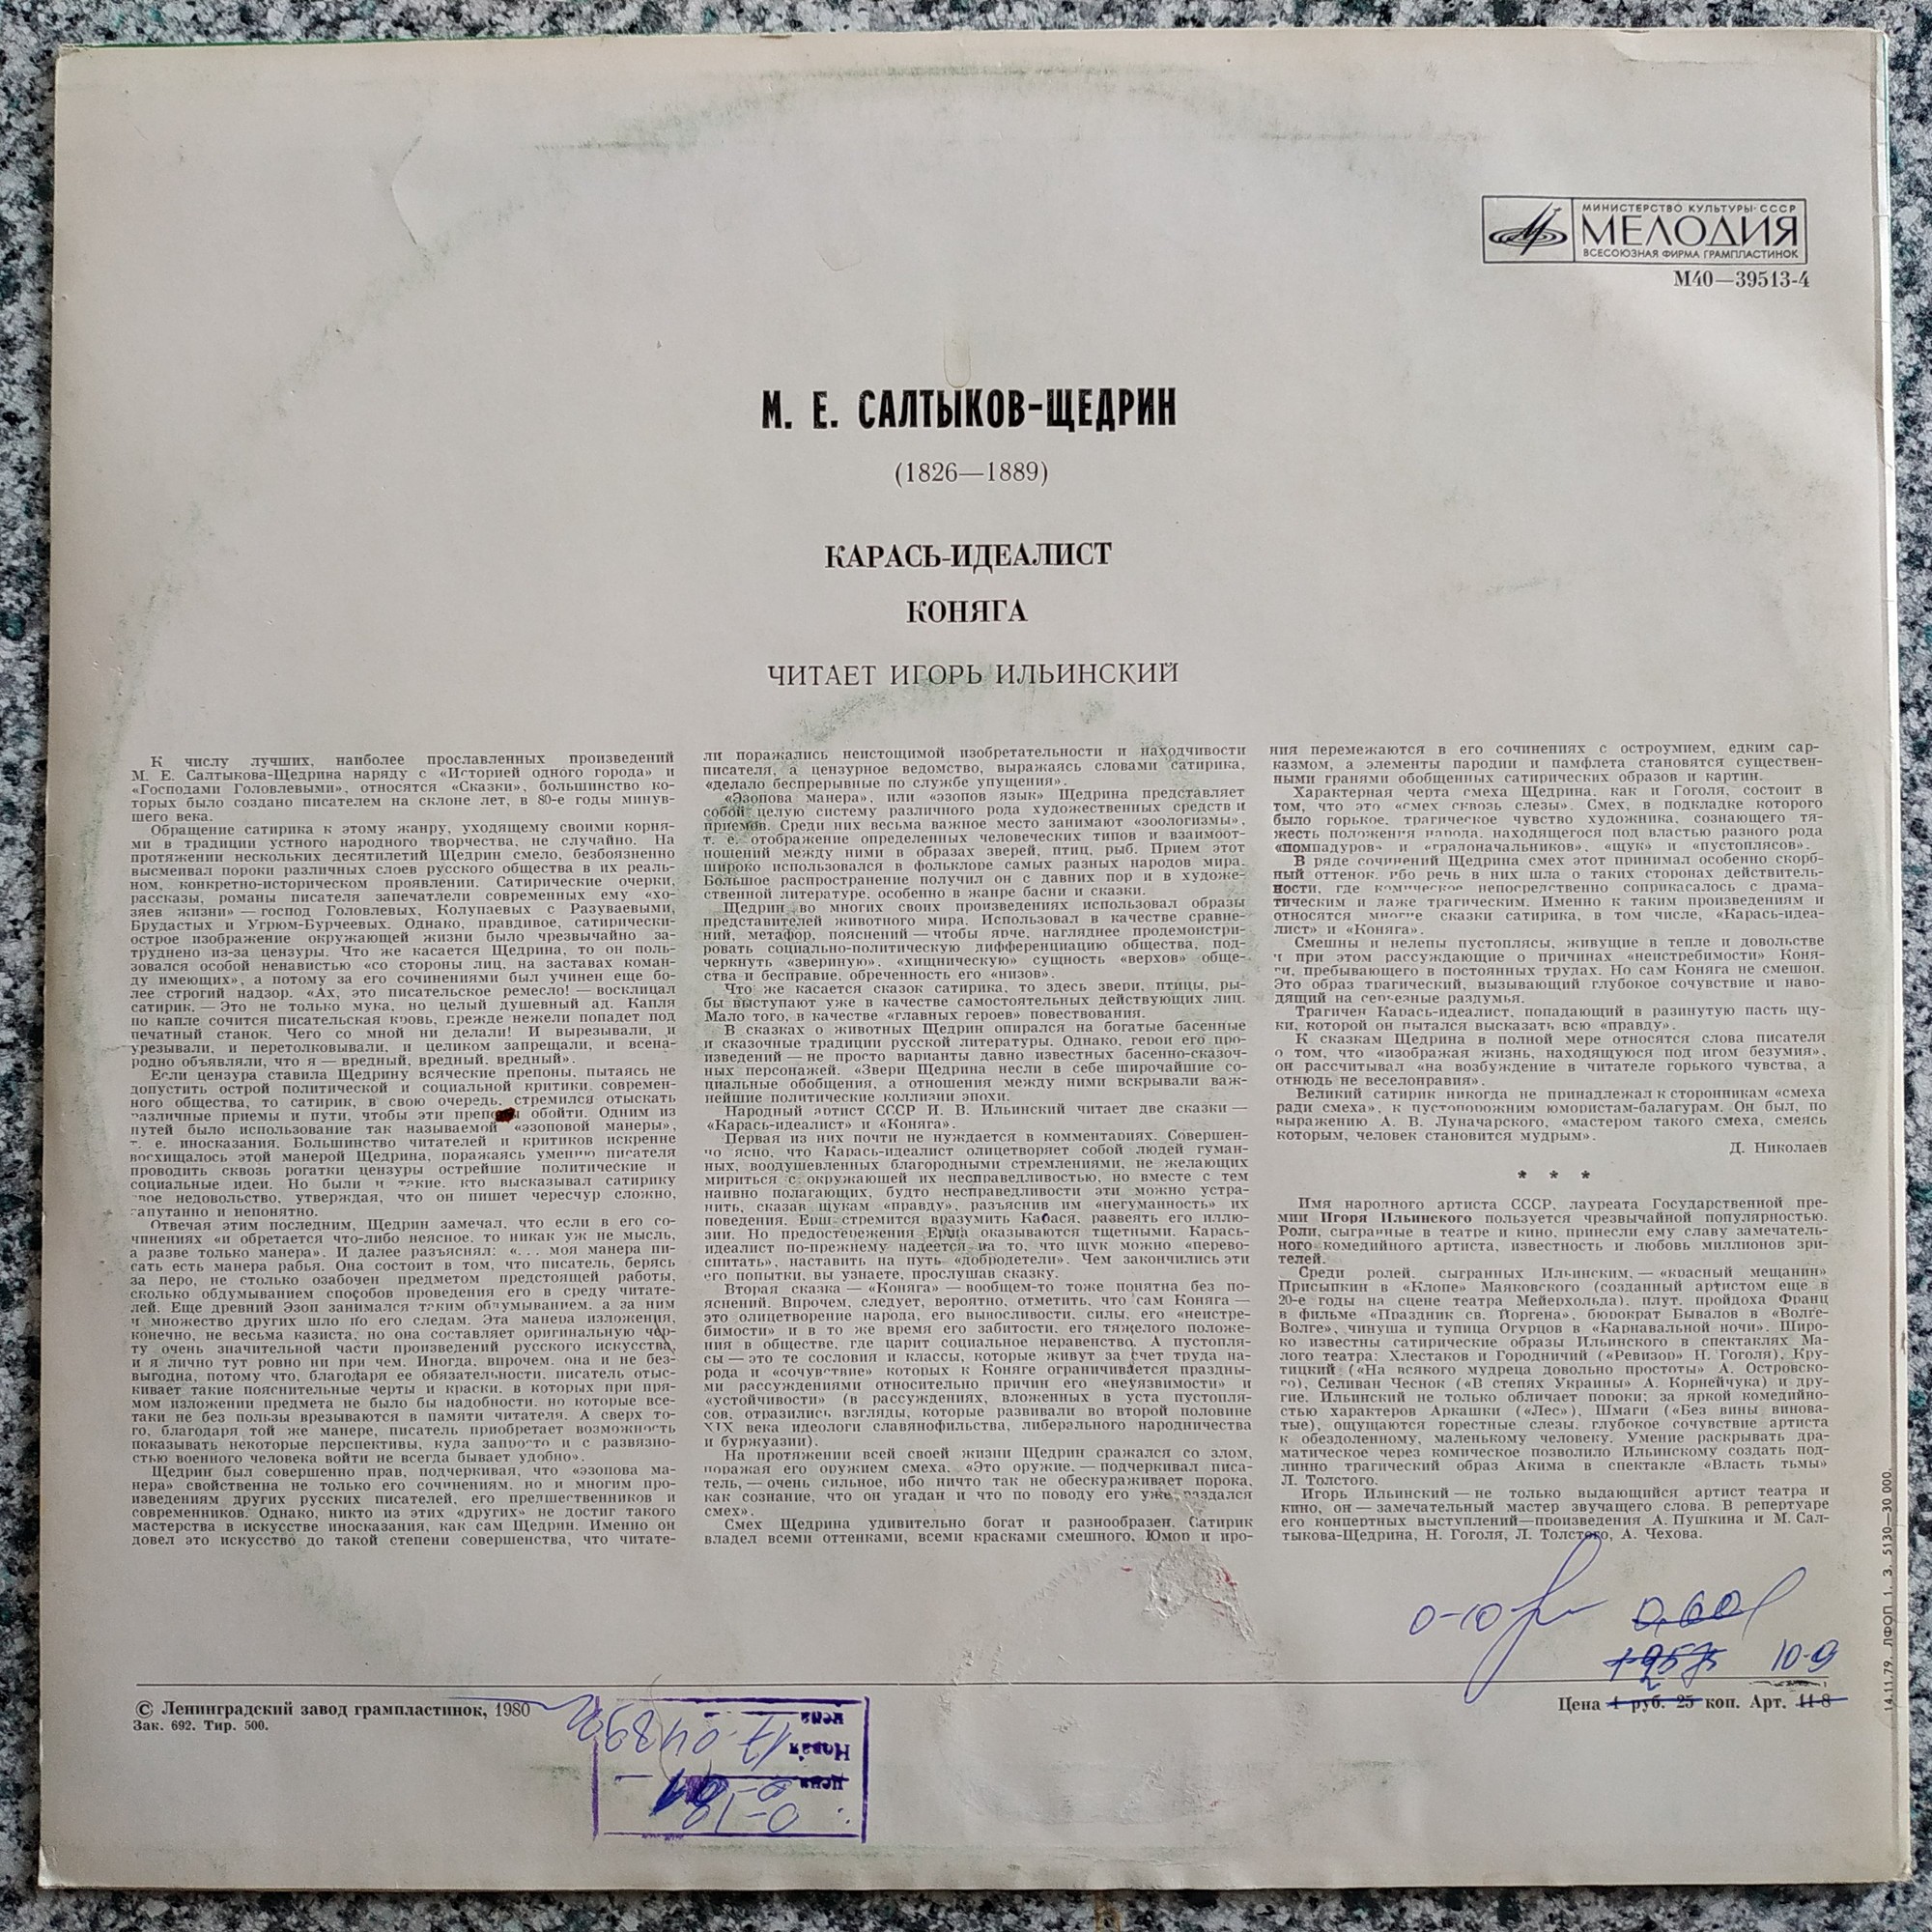 МИНИСТЕРСТВО КУЛЬТУРЫ·СССР
МЕЛОДИЯ
ВСЕСОЮЗНАЯ ФИРМА ГРАМПЛАСТИНОК
М40—39513-4
М. Е. САЛТЫКОВ-ЩЕДРИН
(1826—1889)
КАРАСЬ-ИДЕАЛИСТ
КОНЯГА
ЧИТАЕТ ИГОРЬ ИЛЬИНСКИЙ
К числу лучших, наиболее прославленных произведений
М. Е. Салтыкова-Щедрина наряду с «Историей одного города» и
«Господами Головлевыми», относятся «Сказки», большинство ко-
торых было создано писателем на склоне лет, в 80-е годы минув-
шего века.
Обращение сатирика к этому жанру, уходящему своими корня-
ми в традиции устного народного творчества, не случайно. На
протяжении нескольких десятилетий Щедрин смело, безбоязненно
высмеивал пороки различных слоев русского общества в их реаль-
ном, конкретно-историческом проявлении. Сатирические очерки,
рассказы, романы писателя запечатлели современных ему «хо-
зяев жизни» — господ Головлевых, Колупаевых с Разуваевыми,
Брудастых и Угрюм-Бурчеевых. Однако, правдивое, сатирически-
острое изображение окружающей жизни было чрезвычайно за-
труднено из-за цензуры. Что же касается Щедрина, то он поль-
зовался особой ненавистью «со стороны лиц, на заставах коман-
ду имеющих», а потому за его сочинениями был учинен еще бо-
лее строгий надзор. «Ах, это писательское ремесло! — восклицал
сатирик. — Это не только мука, но целый душевный ад. Капля
по капле сочится писательская кровь, прежде нежели попадет под
печатный станок. Чего со мной ни делали! И вырезывали, и
урезывали, и перетолковывали, и целиком запрещали, и всена-
родно объявляли, что я — вредный, вредный, вредный».
Если цензура ставила Щедрину всяческие препоны, пытаясь не
допустить острой политической и социальной критики современ-
ного общества, то сатирик, в свою очередь, стремился отыскать
различные приемы и пути, чтобы эти препоны обойти. Одним из
путей было использование так называемой «эзоповой манеры»,
т. е. иносказания. Большинство читателей и критиков искренне
восхищалось этой манерой Щедрина, поражаясь умению писателя
проводить сквозь рогатки цензуры острейшие политические и
социальные идеи. Но были и такие, кто высказывал сатирику
свое недовольство, утверждая, что он пишет чересчур сложно,
запутанно и непонятно.
Отвечая этим последним, Щедрин замечал, что если в его со-
чинениях «и обретается что-либо неясное, то никак уж не мысль,
а разве только манера». И далее разъяснял: «. . . моя манера пи-
сать есть манера рабья. Она состоит в том, что писатель, берясь
за перо, не столько озабочен предметом предстоящей работы,
сколько обдумыванием способов проведения его в среду читате-
лей. Еще древний Эзоп занимался таким обдумыванием, а за ним
и множество других шло по его следам. Эта манера изложения,
конечно, не весьма казиста, но она составляет оригинальную чер-
ту очень значительной части произведений русского искусства,
и я лично тут ровно ни при чем. Иногда, впрочем, она и не без-
выгодна, потому что, благодаря ее обязательности, писатель отыс-
кивает такие пояснительные черты и краски, в которых при пря-
мом изложении предмета не было бы надобности, но которые все-
таки не без пользы врезываются в памяти читателя. А сверх то-
го, благодаря той же манере, писатель приобретает возможность
показывать некоторые перспективы, куда запросто и с развязно-
стью военного человека войти не всегда бывает удобно».
Щедрин был совершенно прав, подчеркивая, что «эзопова ма-
нера» свойственна не только его сочинениям, но и многим про-
изведениям других русских писателей, его предшественников и
современников. Однако, никто из этих «других» не достиг такого
мастерства в искусстве иносказания, как сам Щедрин. Именно он
довел это искусство до такой степени совершенства, что читате-
ли поражались неистощимой изобретательности и находчивости
писателя, а цензурное ведомство, выражаясь словами сатирика,
«делало беспрерывные по службе упущения».
«Эзопова манера», или «эзопов язык» Щедрина представляет
собой целую систему различного рода художественных средств и
приемов. Среди них весьма важное место занимают «зоологизмы»,
т. е. отображение определенных человеческих типов и взаимоот-
ношений между ними в образах зверей, птиц, рыб. Прием этот
широко использовался в фольклоре самых разных народов мира.
Большое распространение получил он с давних пор и в художе-
ственной литературе, особенно в жанре басни и сказки.
Щедрин во многих своих произведениях использовал образы
представителей животного мира. Использовал в качестве сравне-
ний, метафор, пояснений — чтобы ярче, нагляднее продемонстри-
ровать социально-политическую дифференциацию общества, под-
черкнуть «звериную», «хищническую» сущность «верхов» обще-
ства и бесправие, обреченность его «низов».
Что же касается сказок сатирика, то здесь звери, птицы, ры-
бы выступают уже в качестве самостоятельных действующих лиц.
Мало того, в качестве «главных героев» повествования.
В сказках о животных Щедрин опирался на богатые басенные
и сказочные традиции русской литературы. Однако, герои его про-
изведений — не просто варианты давно известных басенно-сказоч-
ных персонажей. «Звери Щедрина несли в себе широчайшие со-
циальные обобщения, а отношения между ними вскрывали важ-
нейшие политические коллизии эпохи.
Народный артист СССР И. В. Ильинский читает две сказки —
«Карась-идеалист» и «Коняга».
Первая из них почти не нуждается в комментариях. Совершен-
но ясно, что Карась-идеалист олицетворяет собой людей гуман-
ных, воодушевленных благородными стремлениями, не желающих
мириться с окружающей их несправедливостью, но вместе с тем
наивно полагающих, будто несправедливости эти можно устра-
нить, сказав щукам «правду», разъяснив им «негуманность» их
поведения. Ерш стремится вразумить Карася, развеять его иллю-
зии. Но предостережения Ерша оказываются тщетными. Карась-
идеалист по-прежнему надеется на то, что щук можно «перево-
спитать», наставить на путь «добродетели». Чем закончились эти
его попытки, вы узнаете, прослушав сказку.
Вторая сказка — «Коняга» — вообщем-то тоже понятна без по-
яснений. Впрочем, следует, вероятно, отметить, что сам Коняга —
это олицетворение народа, его выносливости, силы, его «неистре-
бимости» и в то же время его забитости, его тяжелого положе-
ния в обществе, где царит социальное неравенство. А пустопля-
сы — это те сословия и классы, которые живут за счет труда на-
рода и «сочувствие» которых к Коняге ограничивается праздны-
ми рассуждениями относительно причин его «неуязвимости» и
«устойчивости» (в рассуждениях, вложенных в уста пустопля-
сов, отразились взгляды, которые развивали во второй половине
XIX века идеологи славянофильства, либерального народничества
и буржуазии).
На протяжении всей своей жизни Щедрин сражался со злом,
поражая его оружием смеха. «Это оружие, — подчеркивал писа-
тель, — очень сильное, ибо ничто так не обескураживает порока,
как сознание, что он угадан и что по поводу его уже раздался
смех».
Смех Щедрина удивительно богат и разнообразен. Сатирик
владел всеми оттенками, всеми красками смешного. Юмор и иро-
ния перемежаются в его сочинениях с остроумием, едким сар-
казмом, а элементы пародии и памфлета становятся существен-
ными гранями обобщенных сатирических образов и картин.
Характерная черта смеха Щедрина, как и Гоголя, состоит в
том, что это «смех сквозь слезы». Смех, в подкладке которого
было горькое, трагическое чувство художника, сознающего тя-
жесть положения народа, находящегося под властью разного рода
«помпадуров» и «градоначальников», «щук» и «пустоплясов».
В ряде сочинений Щедрина смех этот принимал особенно скорб-
ный оттенок, ибо речь в них шла о таких сторонах действитель-
ности, где комическое непосредственно соприкасалось с драма-
тическим и даже трагическим. Именно к таким произведениям и
относятся многие сказки сатирика, в том числе, «Карась-идеа-
лист» и «Коняга».
Смешны и нелепы пустоплясы, живущие в тепле и довольстве
и при этом рассуждающие о причинах «неистребимости» Коня-
ги, пребывающего в постоянных трудах. Но сам Коняга не смешон.
Это образ трагический, вызывающий глубокое сочувствие и наво-
дящий на серьезные раздумья.
Трагичен Карась-идеалист, попадающий в разинутую пасть щу-
ки, которой он пытался высказать всю «правду».
К сказкам Щедрина в полной мере относятся слова писателя
о том, что «изображая жизнь, находящуюся под игом безумия»,
он рассчитывал «на возбуждение в читателе горького чувства, а
отнюдь не веселонравия».
Великий сатирик никогда не принадлежал к сторонникам «смеха
ради смеха», к пустопорожним юмористам-балагурам. Он был, по
выражению А. В. Луначарского, «мастером такого смеха, смеясь
которым, человек становится мудрым».
Д. Николаев
* * *
Имя народного артиста СССР, лауреата Государственной пре-
мии Игоря Ильинского пользуется чрезвычайной популярностью.
Роли, сыгранные в театре и кино, принесли ему славу замечатель-
ного комедийного артиста, известность и любовь миллионов зри-
телей.
Среди ролей, сыгранных Ильинским, — «красный мещанин»
Присыпкин в «Клопе» Маяковского (созданный артистом еще в
20-е годы на сцене театра Мейерхольда), плут, пройдоха Франц
в фильме «Праздник св. Йоргена», бюрократ Бывалов в «Волге-
Волге», чинуша и тупица Огурцов в «Карнавальной ночи». Широ-
ко известны сатирические образы Ильинского в спектаклях Ма-
лого театра: Хлестаков и Городничий («Ревизор» Н. Гоголя), Кру-
тицкий («На всякого мудреца довольно простоты» А. Островско-
го), Селиван Чеснок («В степях Украины» А. Корнейчука) и дру-
гие. Ильинский не только обличает пороки; за яркой комедийно-
стью характеров Аркашки («Лес»), Шмаги («Без вины винова-
тые»), ощущаются горестные слезы, глубокое сочувствие артиста
к обездоленному, маленькому человеку. Умение раскрывать дра-
матическое через комическое позволило Ильинскому создать под-
линно трагический образ Акима в спектакле «Власть тьмы»
Л. Толстого.
Игорь Ильинский — не только выдающийся артист театра и
кино, он — замечательный мастер звучащего слова. В репертуаре
его концертных выступлений—произведения А. Пушкина и М. Сал-
тыкова-Щедрина, Н. Гоголя, Л. Толстого, А. Чехова.
0-10
10-9
© Ленинградский завод грампластинок, 1980
Зак. 692. Тир. 500.
Цена 1 руб. 25 коп. Арт. 11-8
цена
Новая
цена
0-18
14.11.79. ЛФОП 1. З. 5130—30 000.